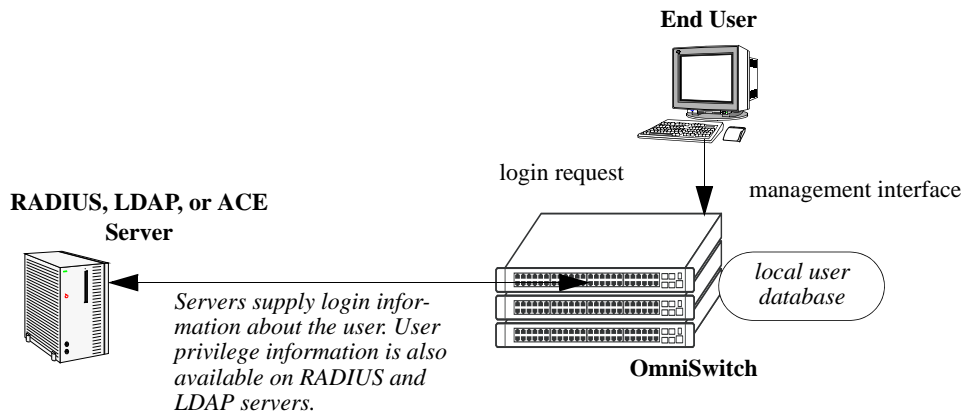 End User
login request
management interface
RADIUS, LDAP, or ACE
Server
local user
database
Servers supply login infor-
mation about the user. User
privilege information is also
available on RADIUS and
LDAP servers.
OmniSwitch